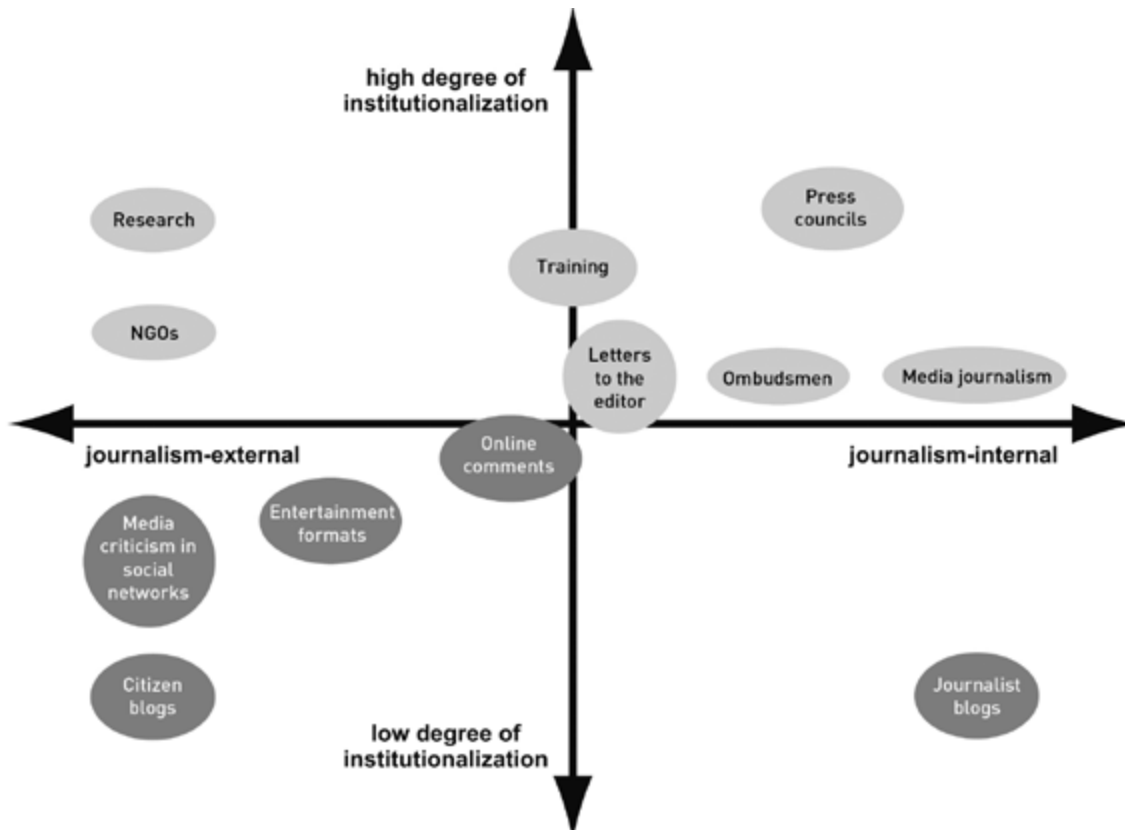 high degree of
institutionalization
Press
councils
Research
Training
NGOs
Letters
to the
editor
Ombudsmen
Media journalism
journalism-external
journalism-internal
Online
comments
Entertainment
formats
Media
criticism in
social
networks
Citizen
blogs
Journalist
blogs
low degree of
institutionalization